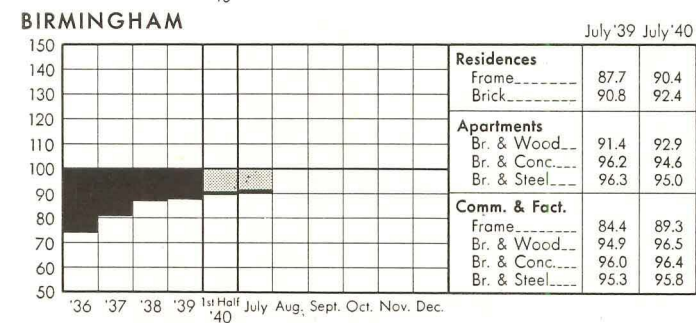 BIRMINGHAM
July '39 July '40
150
140
130
120
110
100
90
80
70
60
50
'36 '37 '38 '39 1st Half '40 July Aug. Sept. Oct. Nov. Dec.
Residences
Frame 87.7 90.4
Brick 90.8 92.4
Apartments
Br. & Wood 91.4 92.9
Br. & Conc. 96.2 94.6
Br. & Steel 96.3 95.0
Comm. & Fact.
Frame 84.4 89.3
Br. & Wood 94.9 96.5
Br. & Conc. 96.0 96.4
Br. & Steel 95.3 95.8